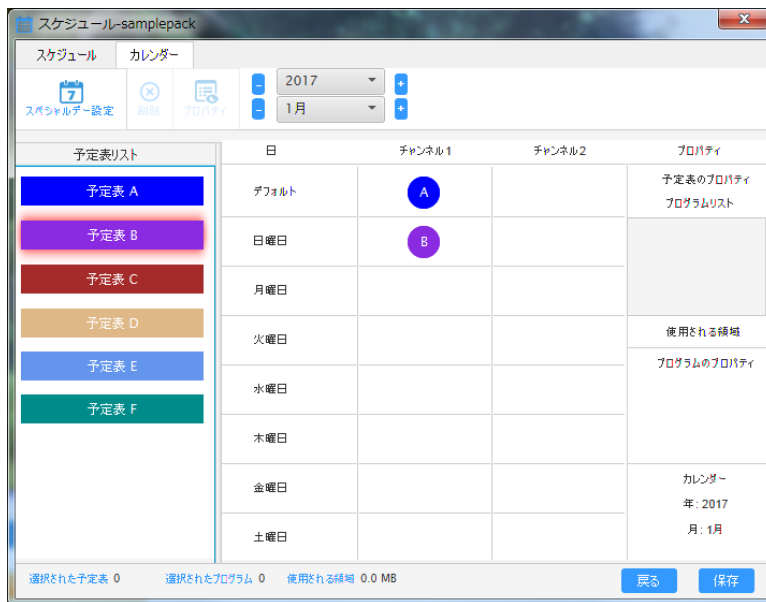 スケジュール-samplepack
スケジュール カレンダー
7
スペシャルデー設定 削除 プロパティ
- 2017 +
- 1月 +
予定表リスト 日 チャンネル1 チャンネル2 プロパティ
予定表 A
予定表 B
予定表 C
予定表 D
予定表 E
予定表 F
デフォルト A
日曜日 B
月曜日
火曜日
水曜日
木曜日
金曜日
土曜日
予定表のプロパティ
プログラムリスト
使用される領域
プログラムのプロパティ
カレンダー
年: 2017
月: 1月
選択された予定表 0 選択されたプログラム 0 使用される領域 0.0 MB 戻る 保存